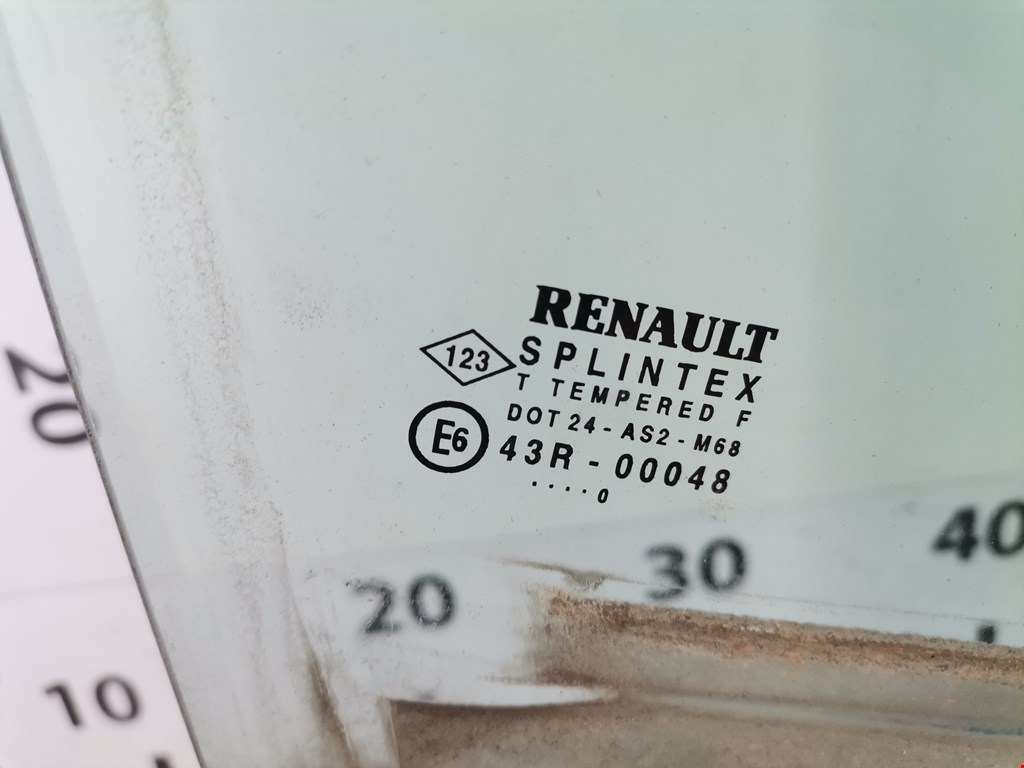 RENAULT
123
SPLINTEX
T TEMPERED F
DOT 24-AS2-M68
E6
43R-00048
....0
20
20
30
40
10